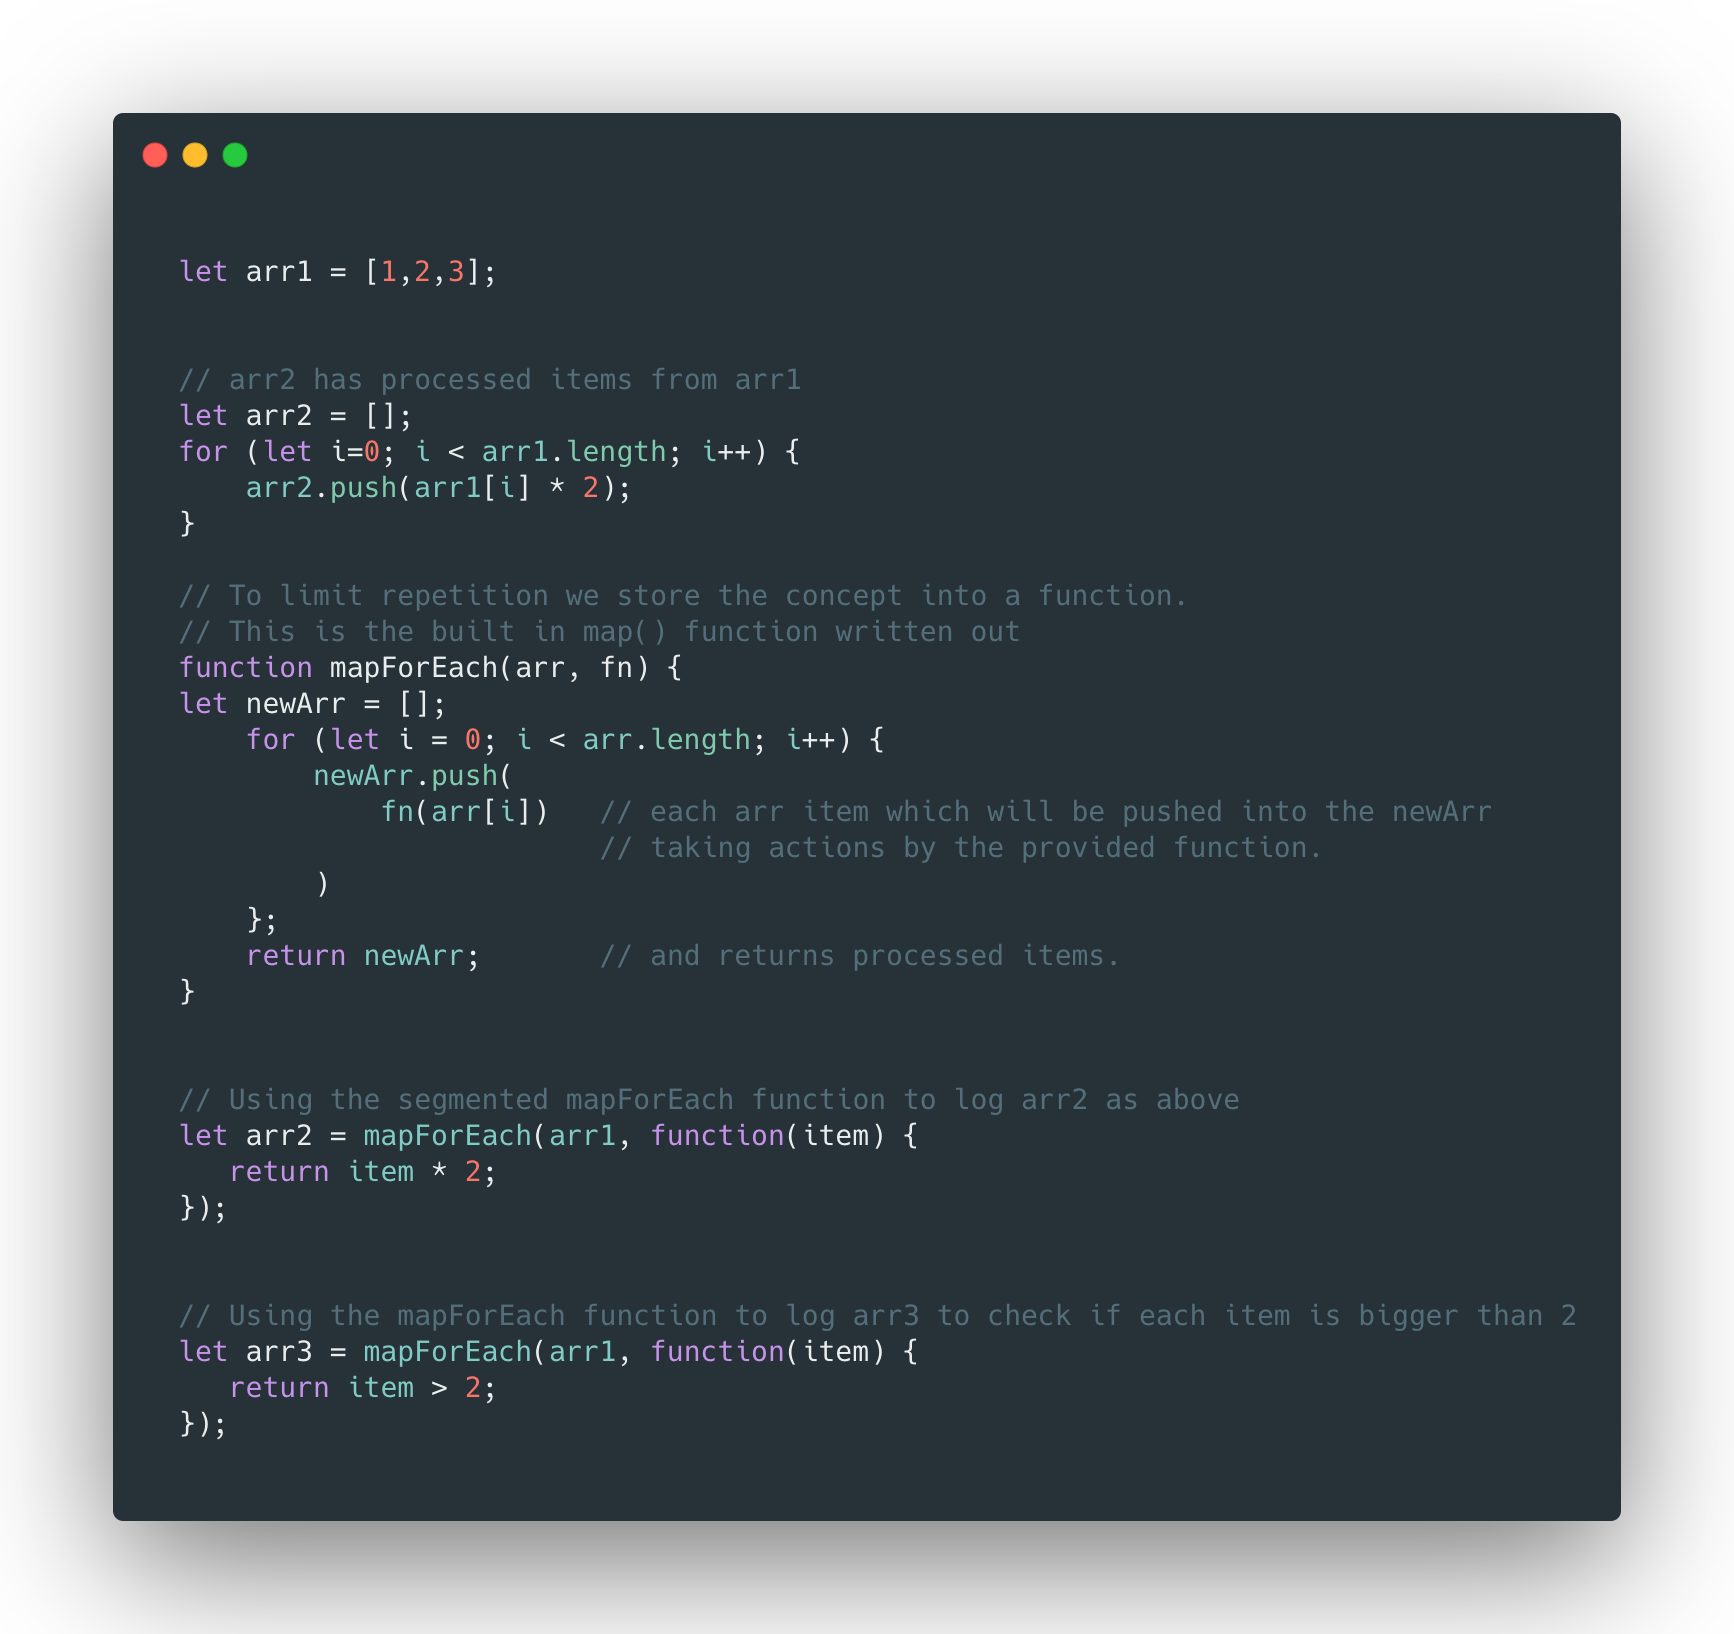 let arr1 = [1,2,3];
// arr2 has processed items from arr1
let arr2 = [];
for (let i=0; i < arr1.length; i++) {
    arr2.push(arr1[i] * 2);
}
// To limit repetition we store the concept into a function.
// This is the built in map() function written out
function mapForEach(arr, fn) {
let newArr = [];
    for (let i = 0; i < arr.length; i++) {
        newArr.push(
            fn(arr[i])   // each arr item which will be pushed into the newArr
                         // taking actions by the provided function.
        )
    };
    return newArr;       // and returns processed items.
}
// Using the segmented mapForEach function to log arr2 as above
let arr2 = mapForEach(arr1, function(item) {
   return item * 2;
});
// Using the mapForEach function to log arr3 to check if each item is bigger than 2
let arr3 = mapForEach(arr1, function(item) {
   return item > 2;
});